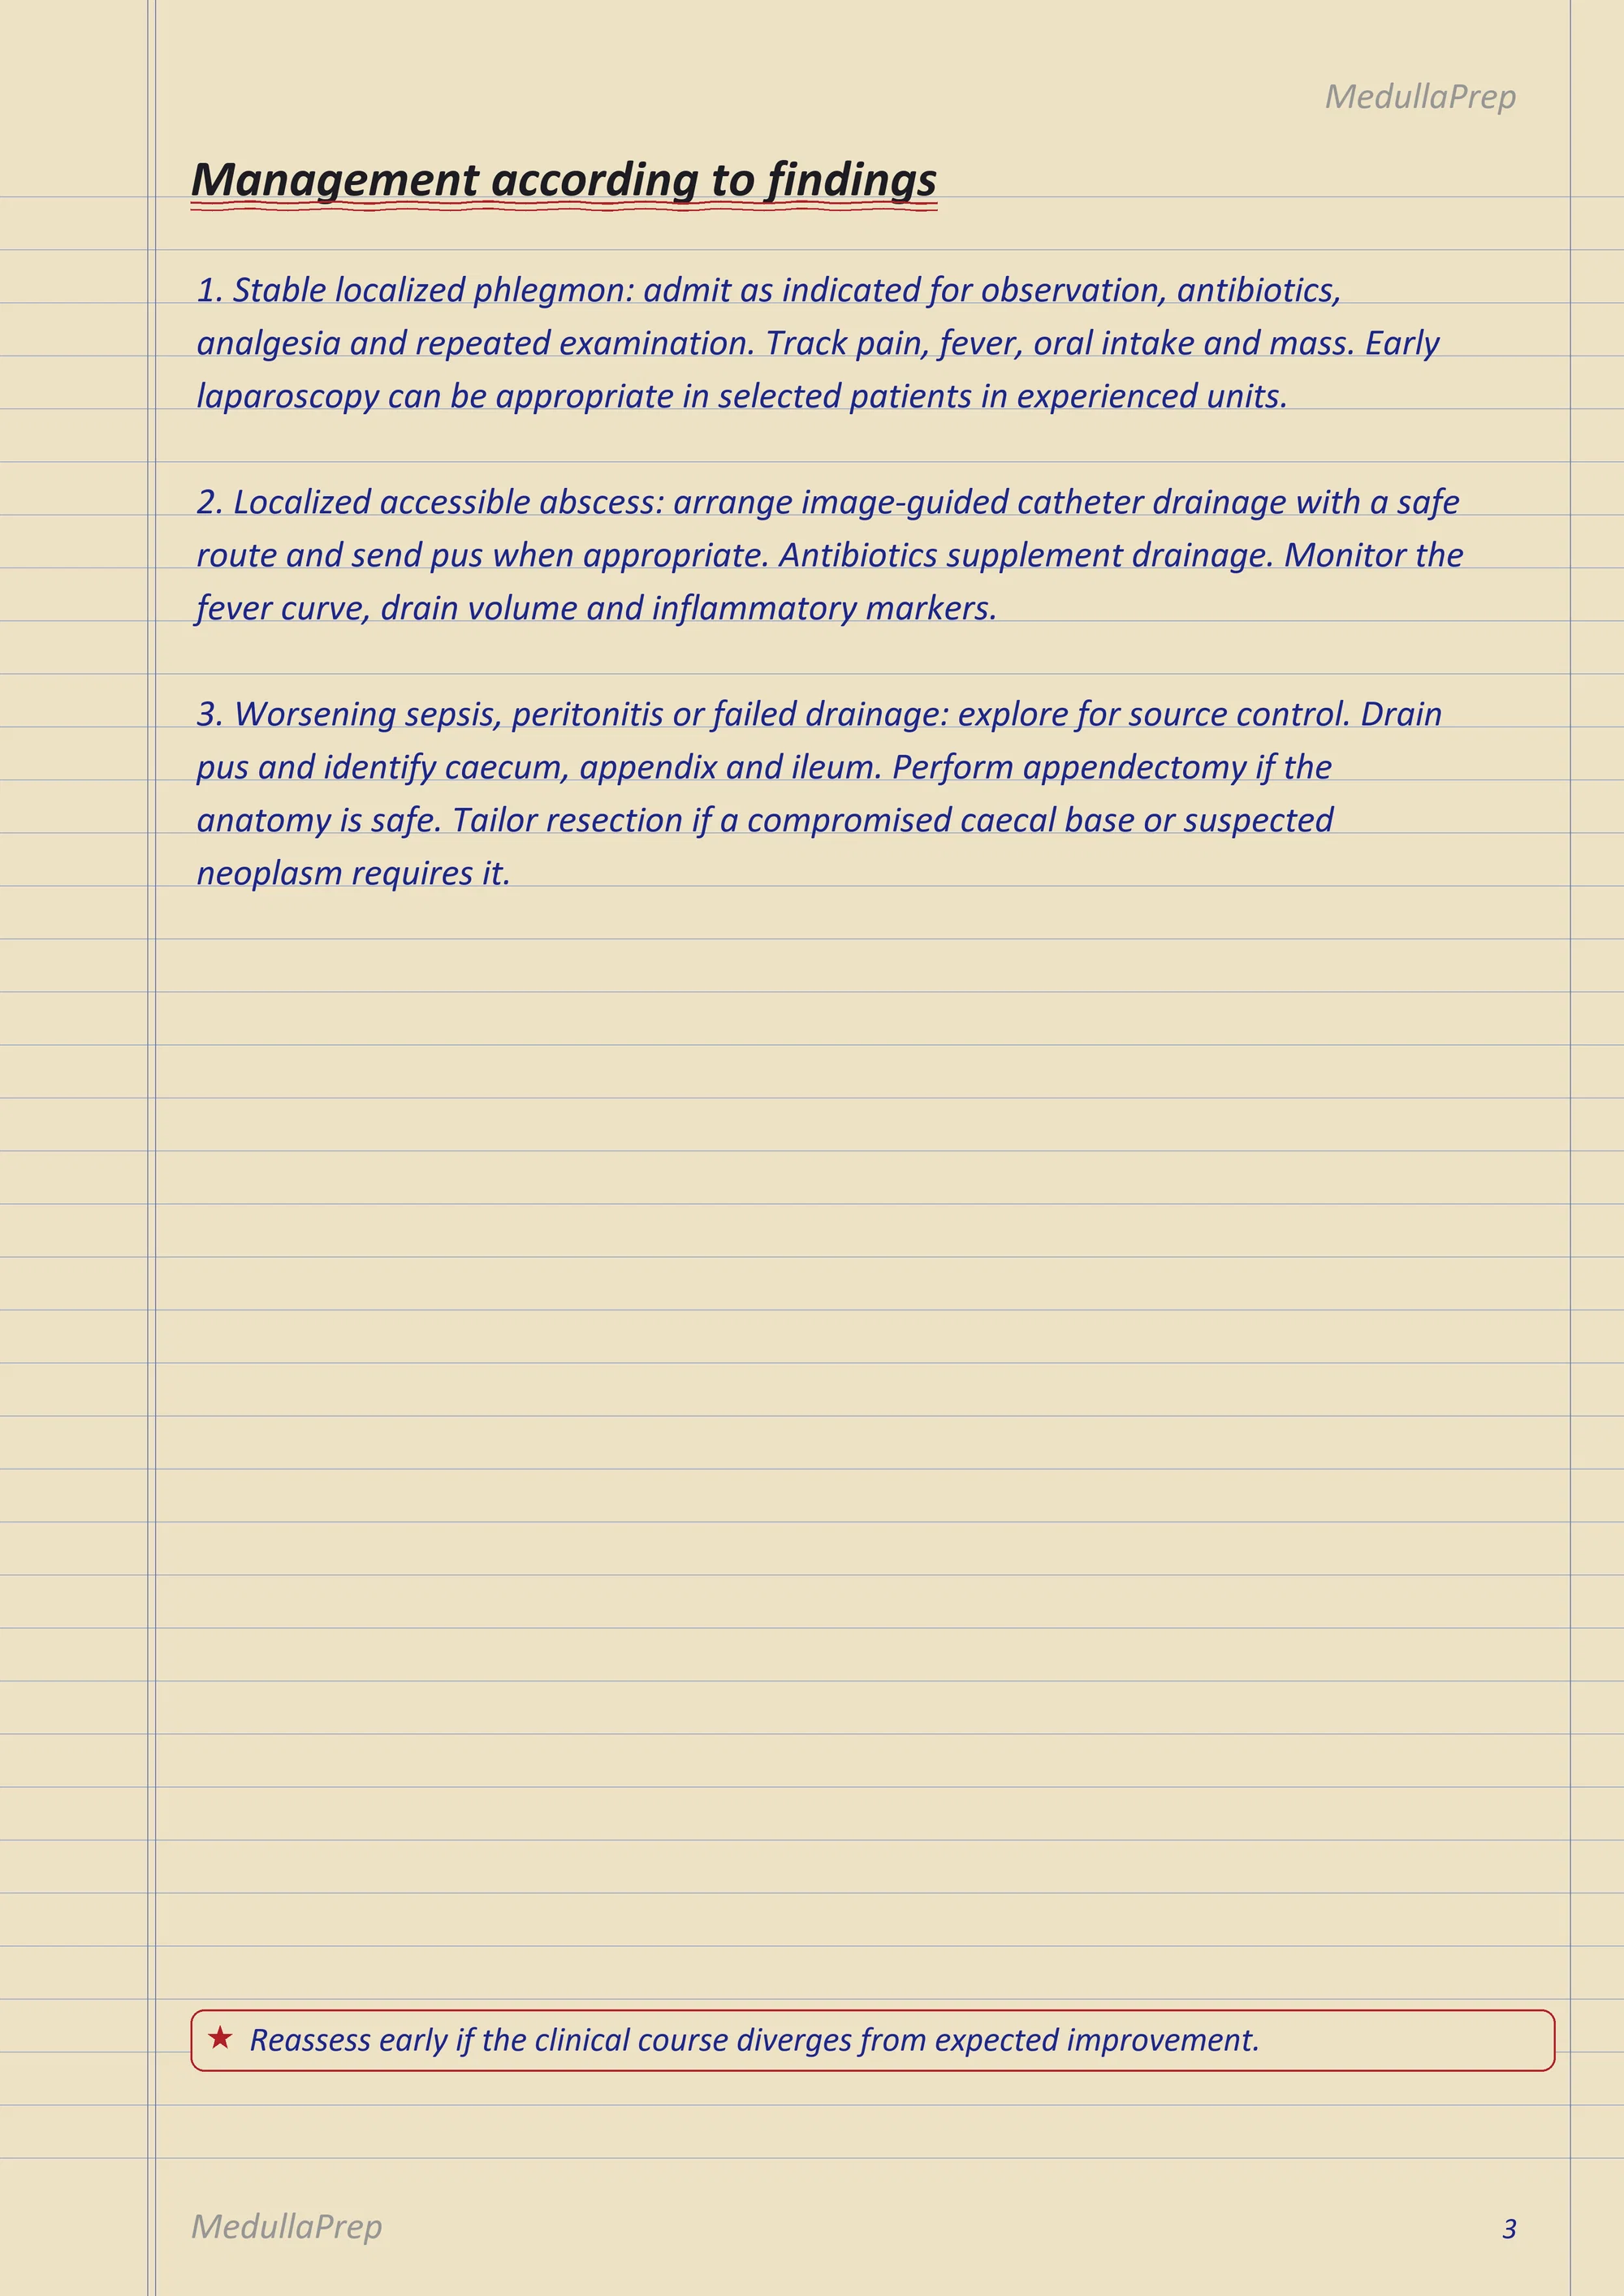 MedullaPrep
Management according to findings
1. Stable localized phlegmon: admit as indicated for observation, antibiotics,
analgesia and repeated examination. Track pain, fever, oral intake and mass. Early
laparoscopy can be appropriate in selected patients in experienced units.
2. Localized accessible abscess: arrange image-guided catheter drainage with a safe
route and send pus when appropriate. Antibiotics supplement drainage. Monitor the
fever curve, drain volume and inflammatory markers.
3. Worsening sepsis, peritonitis or failed drainage: explore for source control. Drain
pus and identify caecum, appendix and ileum. Perform appendectomy if the
anatomy is safe. Tailor resection if a compromised caecal base or suspected
neoplasm requires it.
★ Reassess early if the clinical course diverges from expected improvement.
MedullaPrep
3